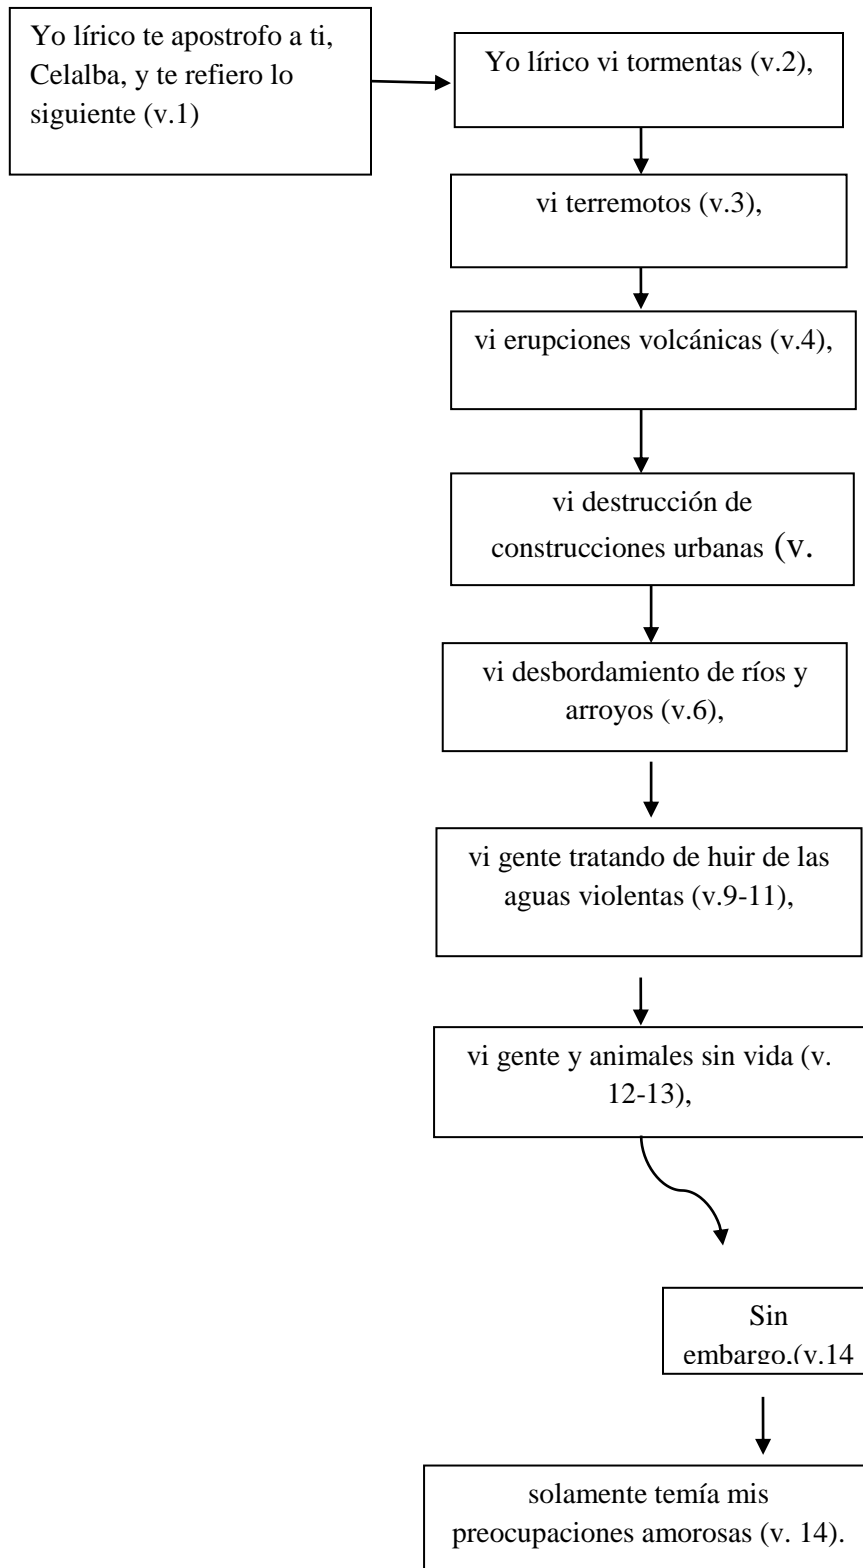 Yo lírico te apostrofo a ti,
Celalba, y te refiero lo
siguiente (v.1)
Yo lírico vi tormentas (v.2),
vi terremotos (v.3),
vi erupciones volcánicas (v.4),
vi destrucción de
construcciones urbanas (v.
vi desbordamiento de ríos y
arroyos (v.6),
vi gente tratando de huir de las
aguas violentas (v.9-11),
vi gente y animales sin vida (v.
12-13),
Sin
embargo,(v.14
solamente temía mis
preocupaciones amorosas (v. 14).